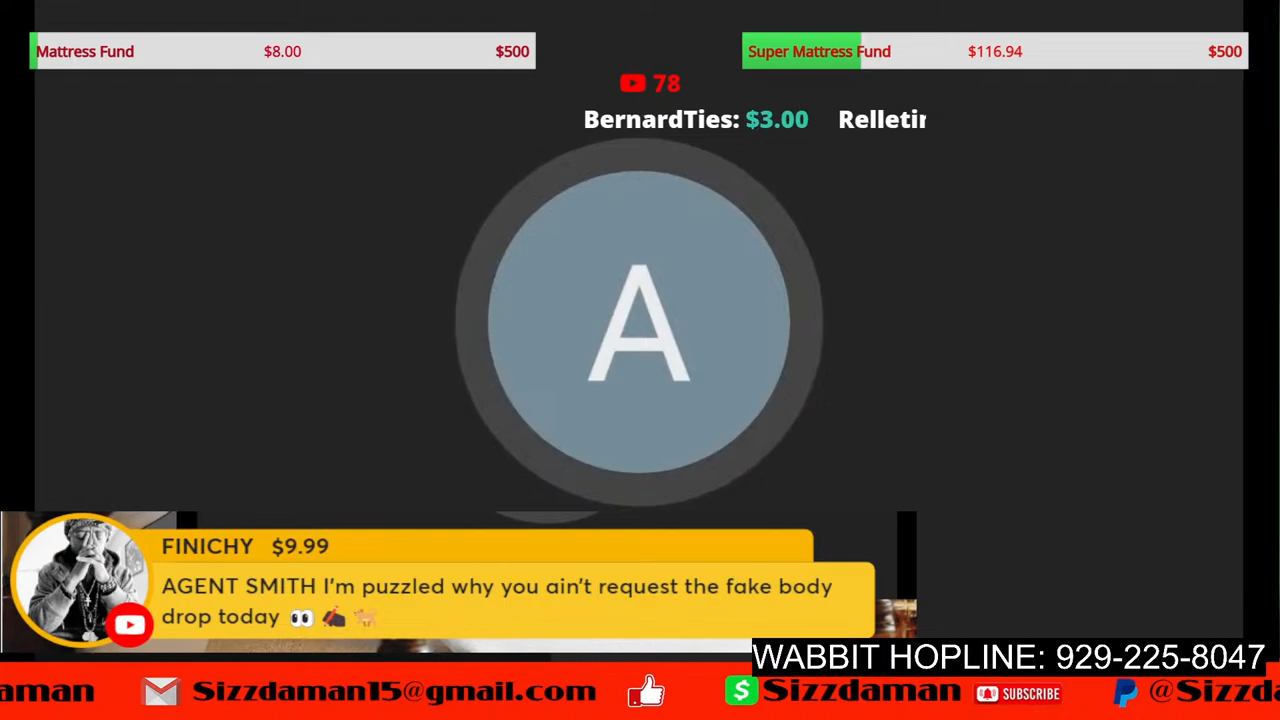 Mattress Fund $8.00 $500
Super Mattress Fund $116.94 $500
78
BernardTies: $3.00 Relletin
A
FINICHY $9.99
AGENT SMITH I'm puzzled why you ain't request the fake body
drop today 👀 ✍🏿 🐕
WABBIT HOPLINE: 929-225-8047
aman Sizzdaman15@gmail.com Sizzdaman SUBSCRIBE @Sizzda